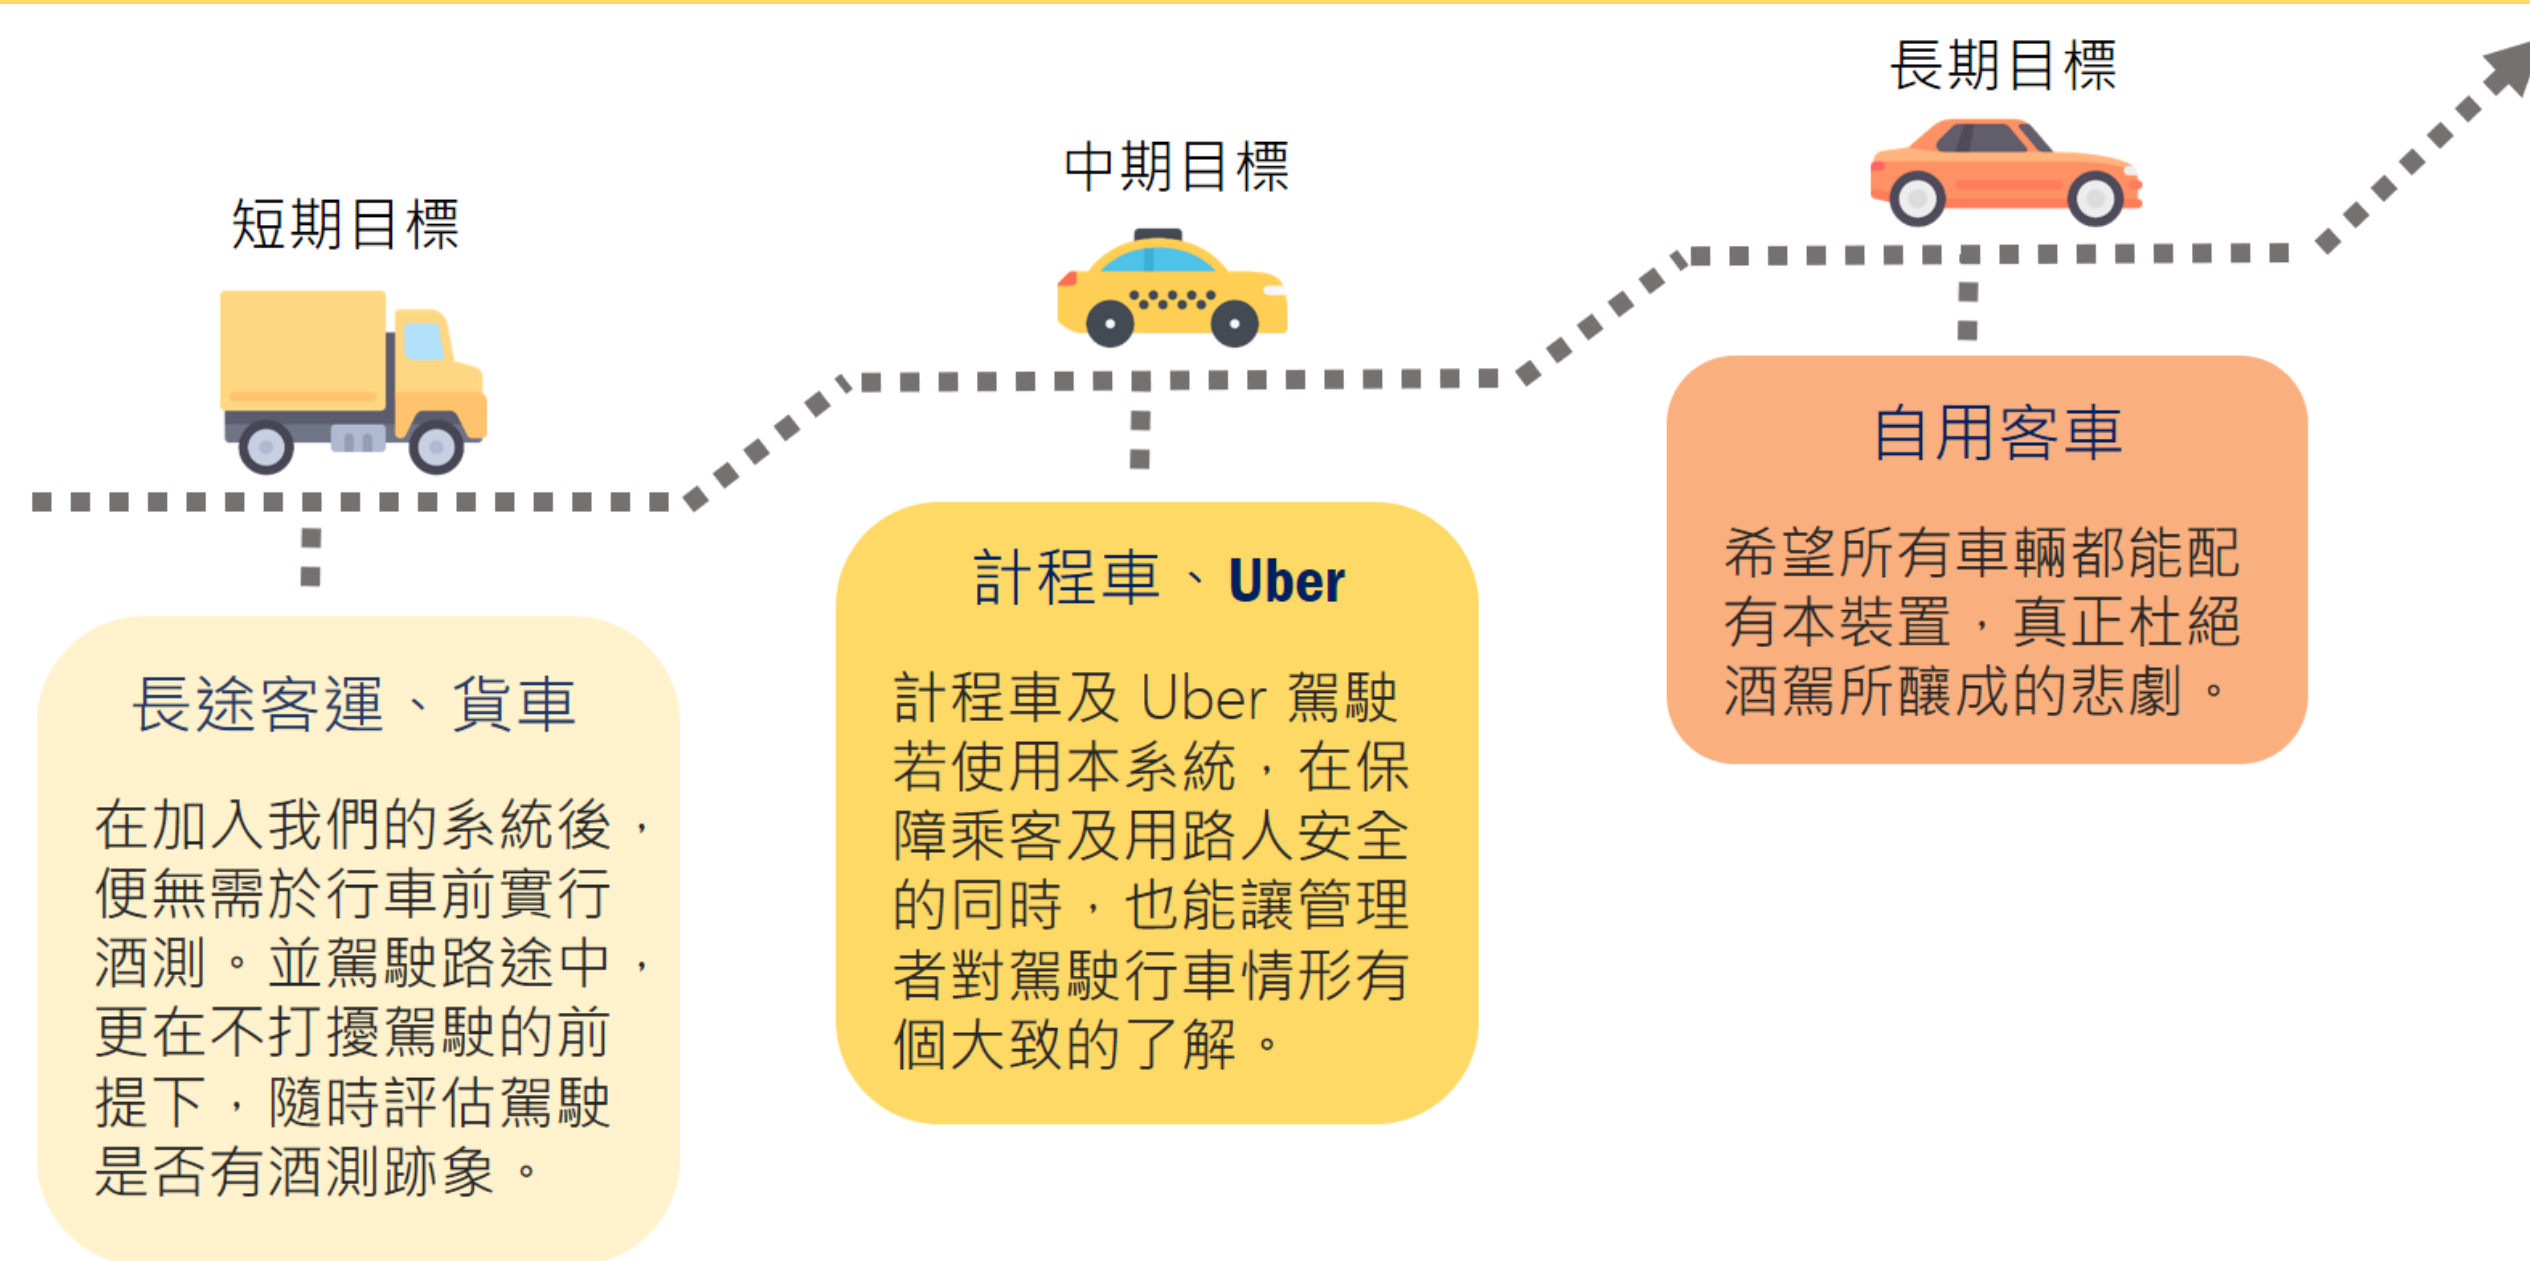 短期目標
長途客運、貨車
在加入我們的系統後，
便無需於行車前實行
酒測。並駕駛路途中，
更在不打擾駕駛的前
提下，隨時評估駕駛
是否有酒測跡象。
中期目標
計程車、Uber
計程車及 Uber 駕駛
若使用本系統，在保
障乘客及用路人安全
的同時，也能讓管理
者對駕駛行車情形有
個大致的了解。
長期目標
自用客車
希望所有車輛都能配
有本裝置，真正杜絕
酒駕所釀成的悲劇。